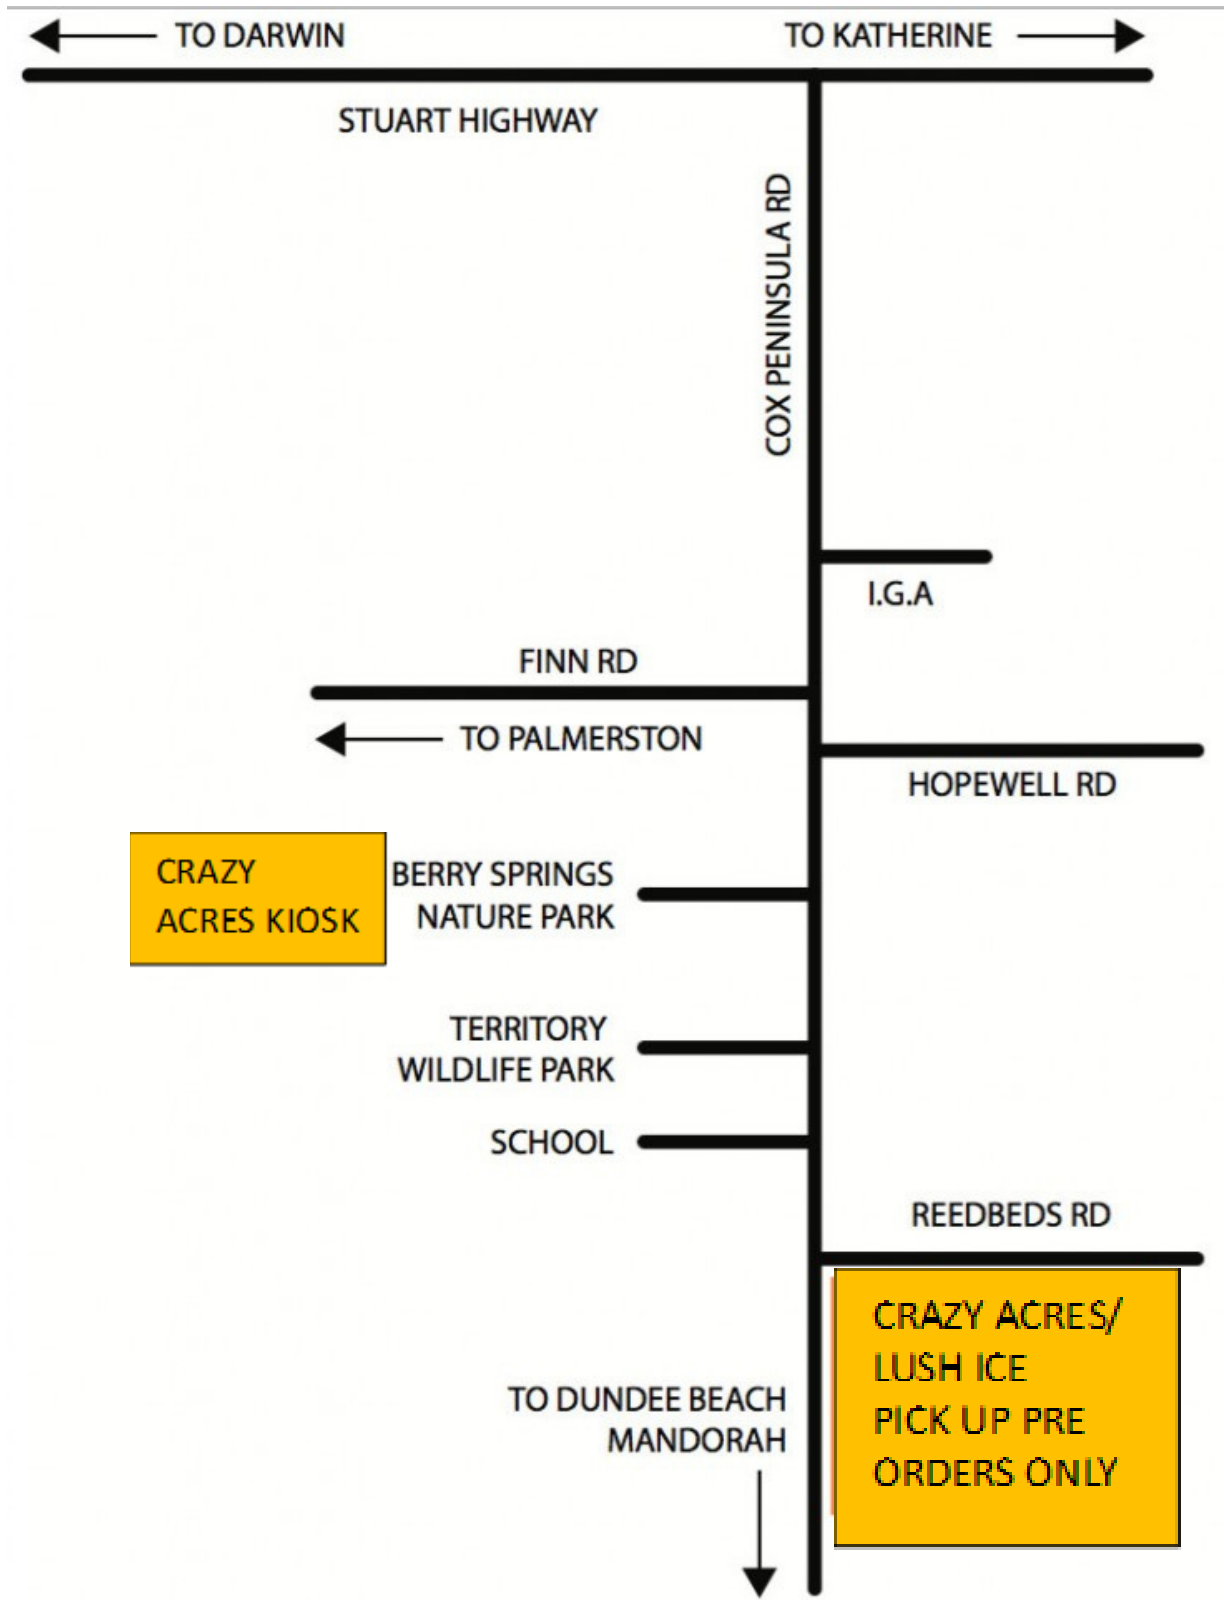 TO DARWIN
TO KATHERINE
STUART HIGHWAY
COX PENINSULA RD
I.G.A
FINN RD
TO PALMERSTON
HOPEWELL RD
CRAZY
ACRES KIOSK
BERRY SPRINGS
NATURE PARK
TERRITORY
WILDLIFE PARK
SCHOOL
REEDBEDS RD
CRAZY ACRES/
LUSH ICE
PICK UP PRE
ORDERS ONLY
TO DUNDEE BEACH
MANDORAH